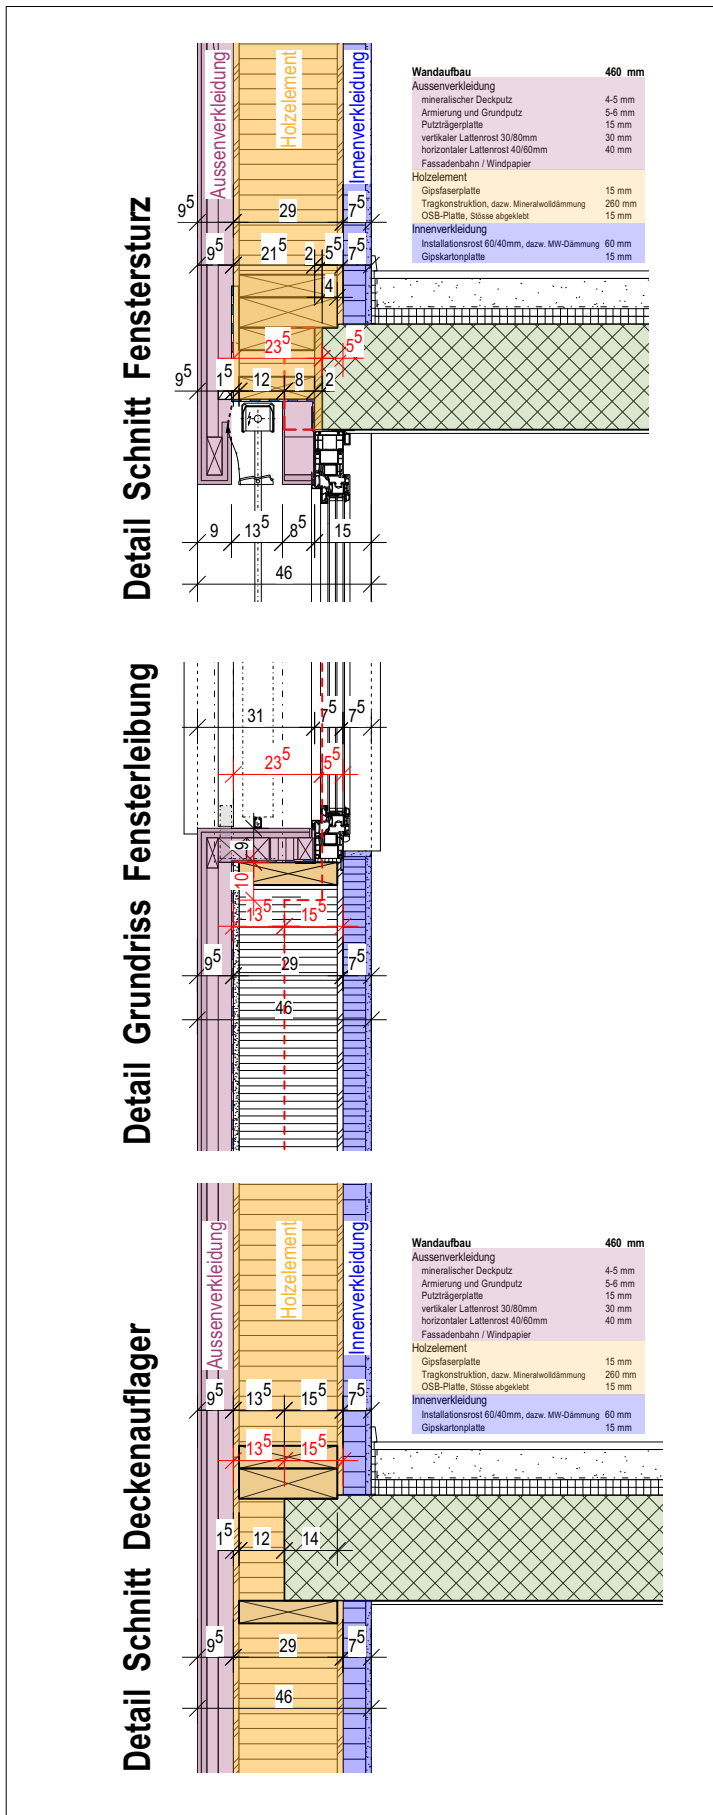 Detail Schnitt Fenstersturz
Aussenverkleidung
Holzelement
Innenverkleidung
9⁵ 29 7⁵
9⁵ 21⁵ 2 5⁵ 7⁵
4
23⁵ 5⁵
9⁵ 1⁵ 12 8 2
9 13⁵ 8⁵ 15
46
Wandaufbau 460 mm
Aussenverkleidung
mineralischer Deckputz 4-5 mm
Armierung und Grundputz 5-6 mm
Putzträgerplatte 15 mm
vertikaler Lattenrost 30/80mm 30 mm
horizontaler Lattenrost 40/60mm 40 mm
Fassadenbahn / Windpapier
Holzelement
Gipsfaserplatte 15 mm
Tragkonstruktion, dazw. Mineralwolldämmung 260 mm
OSB-Platte, Stösse abgeklebt 15 mm
Innenverkleidung
Installationsrost 60/40mm, dazw. MW-Dämmung 60 mm
Gipskartonplatte 15 mm
Detail Grundriss Fensterleibung
31 7⁵ 7⁵
23⁵ 5⁵
9
10
13⁵ 15⁵
9⁵ 29 7⁵
46
Detail Schnitt Deckenauflager
Aussenverkleidung
Holzelement
Innenverkleidung
9⁵ 13⁵ 15⁵ 7⁵
13⁵ 15⁵
1⁵ 12 14
9⁵ 29 7⁵
46
Wandaufbau 460 mm
Aussenverkleidung
mineralischer Deckputz 4-5 mm
Armierung und Grundputz 5-6 mm
Putzträgerplatte 15 mm
vertikaler Lattenrost 30/80mm 30 mm
horizontaler Lattenrost 40/60mm 40 mm
Fassadenbahn / Windpapier
Holzelement
Gipsfaserplatte 15 mm
Tragkonstruktion, dazw. Mineralwolldämmung 260 mm
OSB-Platte, Stösse abgeklebt 15 mm
Innenverkleidung
Installationsrost 60/40mm, dazw. MW-Dämmung 60 mm
Gipskartonplatte 15 mm